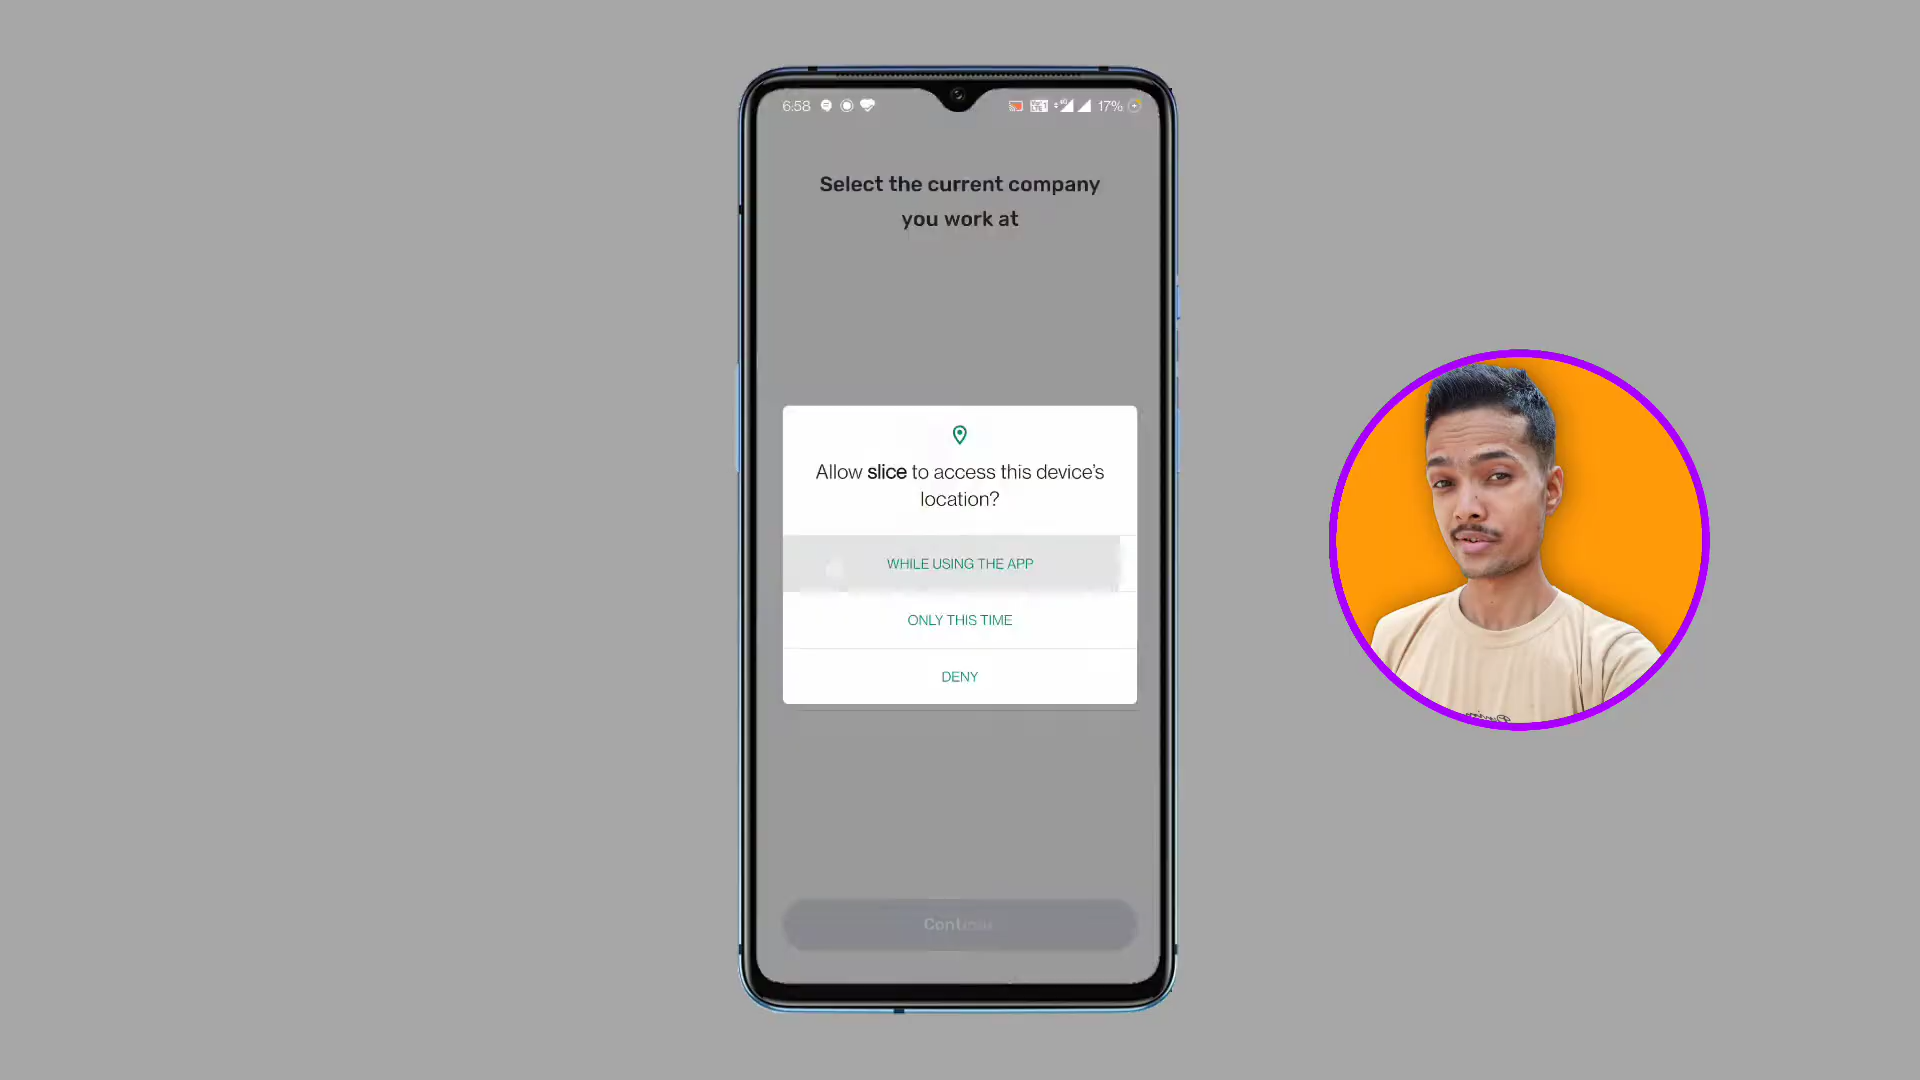 6:58 17%
Select the current company
you work at
Allow slice to access this device's
location?
WHILE USING THE APP
ONLY THIS TIME
DENY
Continue